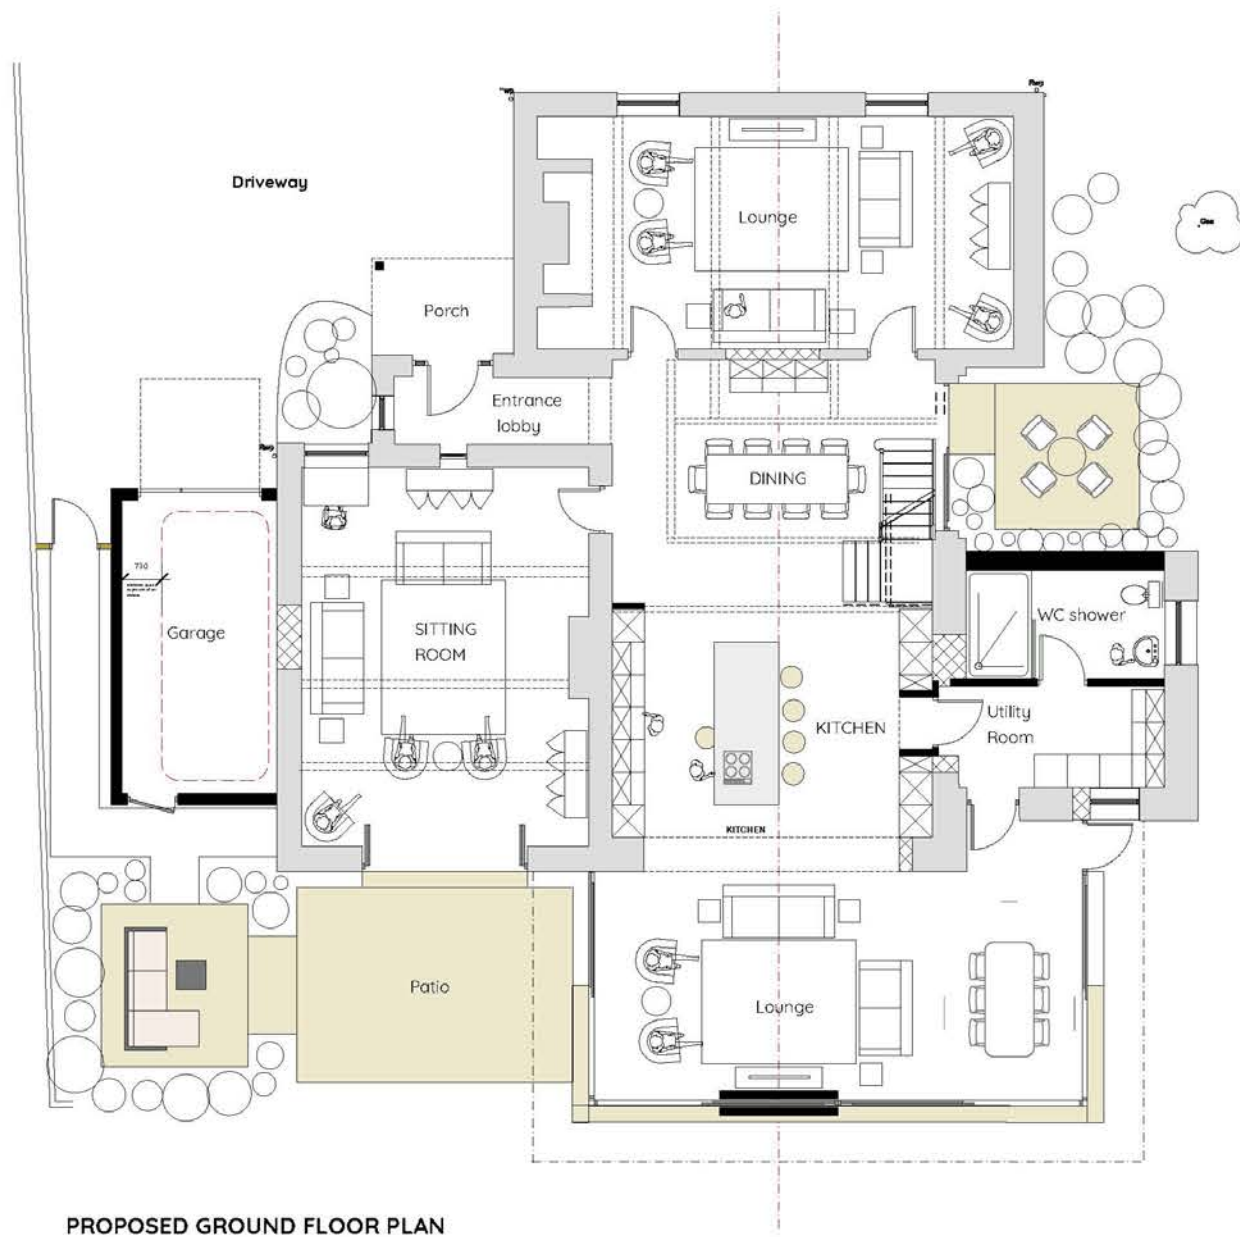 Driveway
Lounge
Porch
Entrance
lobby
DINING
730
Garage
SITTING
ROOM
WC shower
KITCHEN
Utility
Room
KITCHEN
Patio
Lounge
PROPOSED GROUND FLOOR PLAN